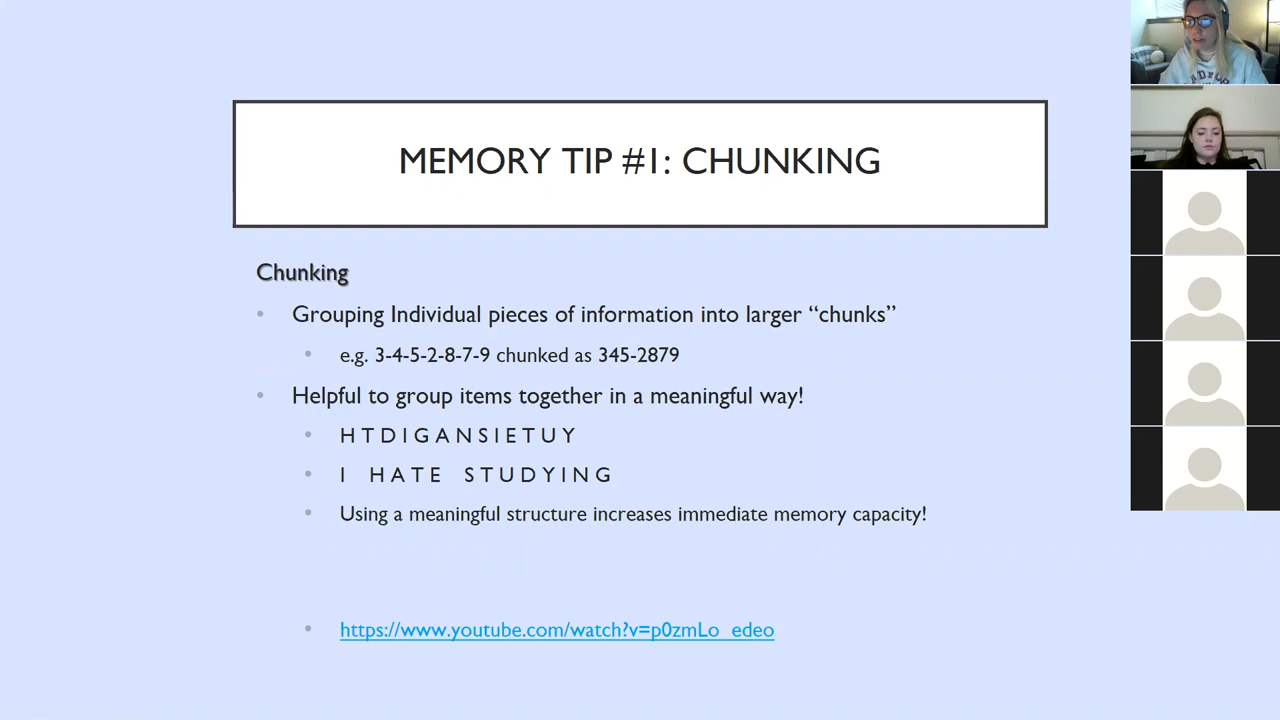 MEMORY TIP #1: CHUNKING
Chunking
Grouping Individual pieces of information into larger “chunks”
e.g. 3-4-5-2-8-7-9 chunked as 345-2879
Helpful to group items together in a meaningful way!
H T D I G A N S I E T U Y
I H A T E S T U D Y I N G
Using a meaningful structure increases immediate memory capacity!
https://www.youtube.com/watch?v=p0zmLo_edeo